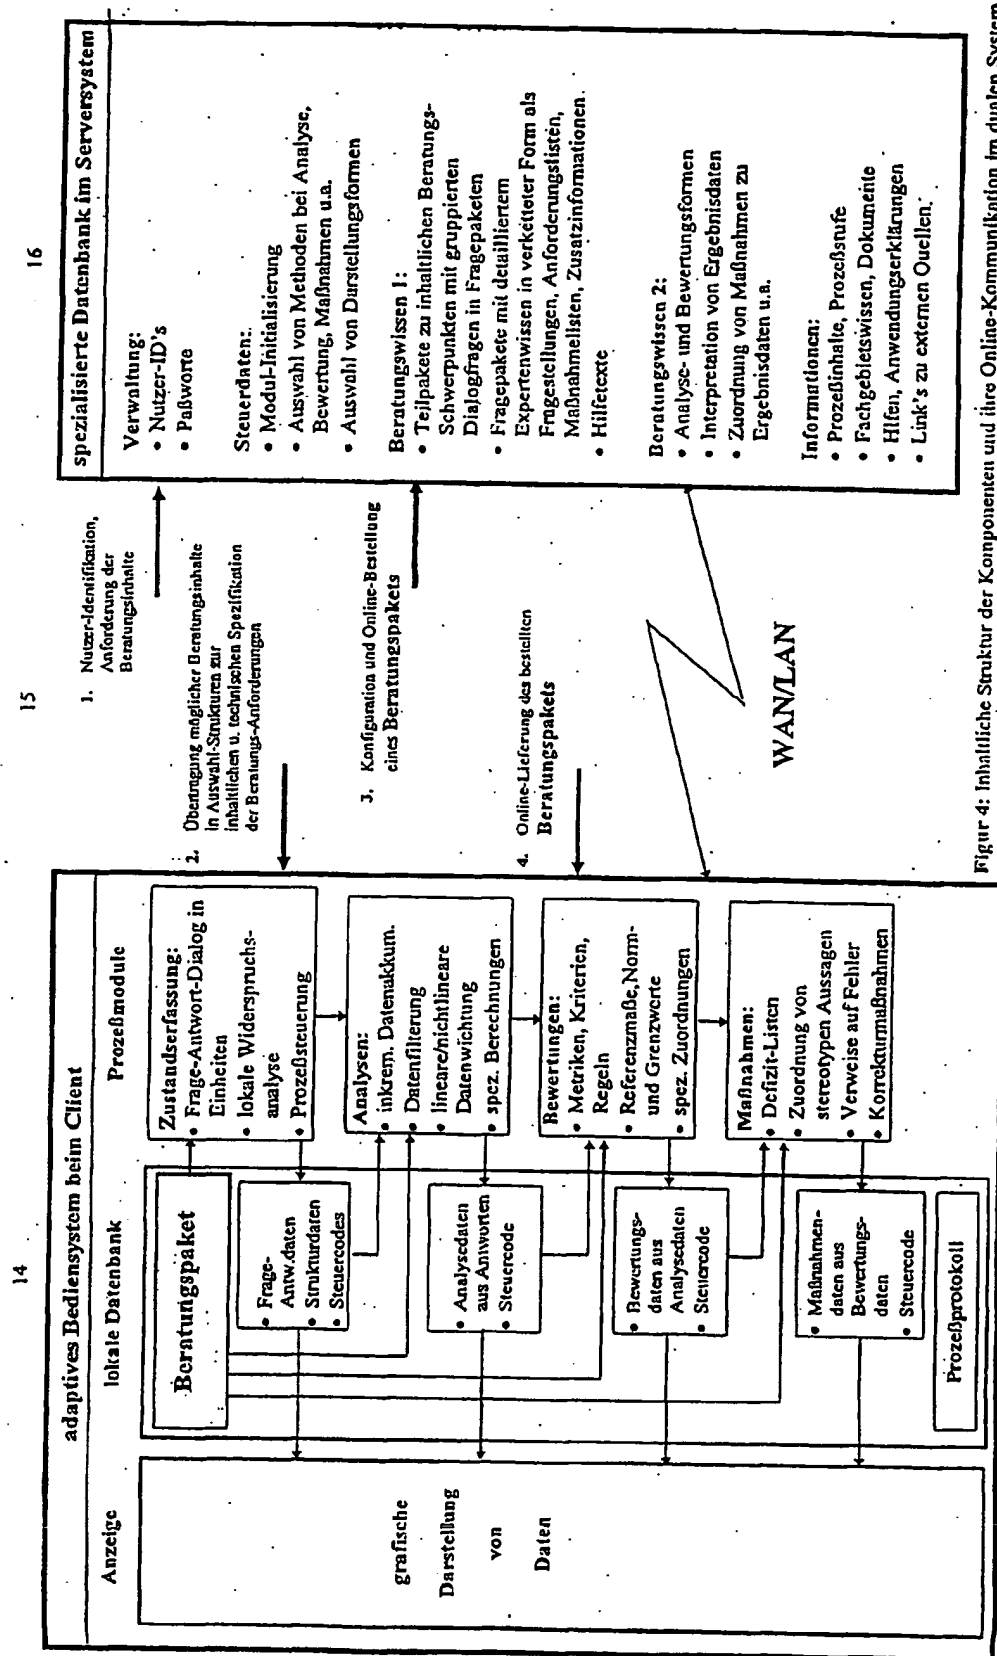 14
15
16
adaptives Bediensystem beim Client
Anzeige
lokale Datenbank
Prozeßmodule
grafische
Darstellung
von
Daten
Beratungspaket
• Frage-
Antw.daten
• Strukturdaten
• Steuercodes
• Analysedaten
aus Antworten
• Steuercode
• Bewertungs-
daten aus
Analysedaten
• Steuercode
• Maßnahmen-
daten aus
Bewertungs-
daten
• Steuercode
Prozeßprotokoll
Zustandserfassung:
• Frage-Antwort-Dialog in
Einheiten
• lokale Widerspruchs-
analyse
• Prozeßsteuerung
Analysen:
• inkrem. Datenakkum.
• Datenfilterung
• lineare/nichtlineare
Datenwichtung
• spez. Berechnungen
Bewertungen:
• Metriken, Kriterien,
Regeln
• Referenzmaße, Norm-
und Grenzwerte
• spez. Zuordnungen
Maßnahmen:
• Defizit-Listen
• Zuordnung von
stereotypen Aussagen
• Verweise auf Fehler
• Korrekturmaßnahmen
1. Nutzer-Identifikation,
Anforderung der
Beratungsinhalte
2. Übertragung möglicher Beratungsinhalte
in Auswahl-Strukturen zur
inhaltlichen u. technischen Spezifikation
der Beratungs-Anforderungen
3. Konfiguration und Online-Bestellung
eines Beratungspakets
4. Online-Lieferung des bestellten
Beratungspakets
WAN/LAN
spezialisierte Datenbank im Serversystem
Verwaltung:
• Nutzer-ID's
• Paßworte
Steuerdaten:
• Modul-Initialisierung
• Auswahl von Methoden bei Analyse,
Bewertung, Maßnahmen u.a.
• Auswahl von Darstellungsformen
Beratungswissen 1:
• Teilpakete zu inhaltlichen Beratungs-
Schwerpunkten mit gruppierten
Dialogfragen in Fragepaketen
• Fragepakete mit detailliertem
Expertenwissen in verketteter Form als
Fragestellungen, Anforderungslisten,
Maßnahmelisten, Zusatzinformationen.
• Hilfetexte
Beratungswissen 2:
• Analyse- und Bewertungsformen
• Interpretation von Ergebnisdaten
• Zuordnung von Maßnahmen zu
Ergebnisdaten u.a.
Informationen:
• Prozeßinhalte, Prozeßstufe
• Fachgebietswissen, Dokumente
• Hilfen, Anwendungserklärungen
• Link's zu externen Quellen.
Figur 4: Inhaltliche Struktur der Komponenten und ihre Online-Kommunikation im dualen System